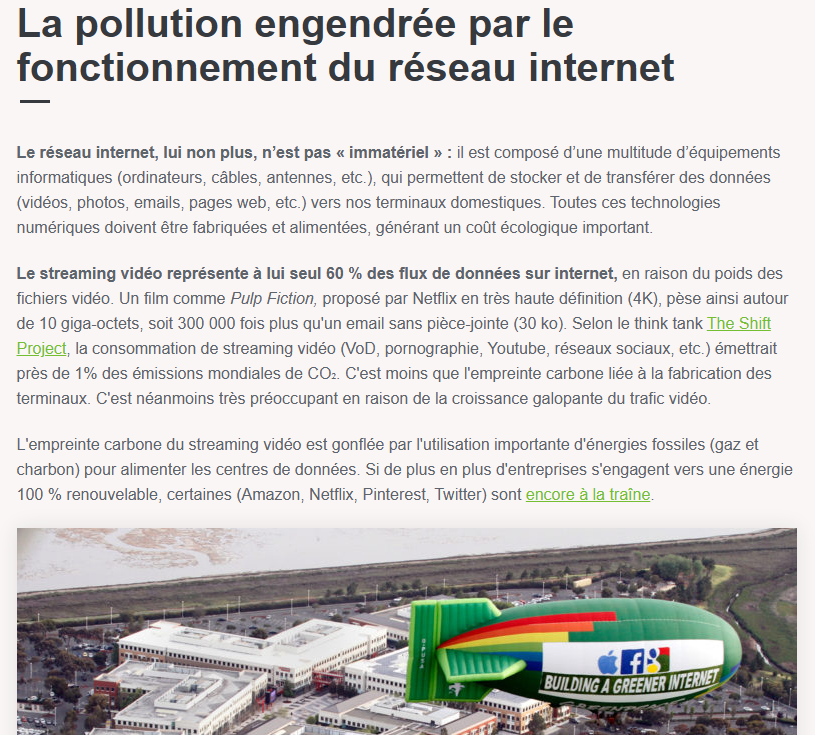 La pollution engendrée par le
fonctionnement du réseau internet
Le réseau internet, lui non plus, n’est pas « immatériel » : il est composé d’une multitude d’équipements
informatiques (ordinateurs, câbles, antennes, etc.), qui permettent de stocker et de transférer des données
(vidéos, photos, emails, pages web, etc.) vers nos terminaux domestiques. Toutes ces technologies
numériques doivent être fabriquées et alimentées, générant un coût écologique important.
Le streaming vidéo représente à lui seul 60 % des flux de données sur internet, en raison du poids des
fichiers vidéo. Un film comme Pulp Fiction, proposé par Netflix en très haute définition (4K), pèse ainsi autour
de 10 giga-octets, soit 300 000 fois plus qu'un email sans pièce-jointe (30 ko). Selon le think tank The Shift
Project, la consommation de streaming vidéo (VoD, pornographie, Youtube, réseaux sociaux, etc.) émettrait
près de 1% des émissions mondiales de CO₂. C'est moins que l'empreinte carbone liée à la fabrication des
terminaux. C'est néanmoins très préoccupant en raison de la croissance galopante du trafic vidéo.
L'empreinte carbone du streaming vidéo est gonflée par l'utilisation importante d'énergies fossiles (gaz et
charbon) pour alimenter les centres de données. Si de plus en plus d'entreprises s'engagent vers une énergie
100 % renouvelable, certaines (Amazon, Netflix, Pinterest, Twitter) sont encore à la traîne.
BUILDING A GREENER INTERNET